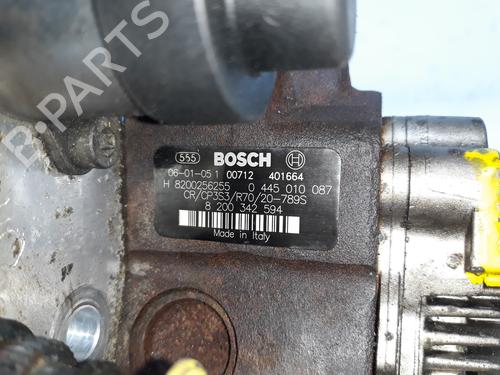 B-PARTS
555 BOSCH
06-01-05 1 00712 401664
H 8200256255 0 445 010 087
CR/CP3S3/R70/20-789S
8 200 342 594
Made in Italy